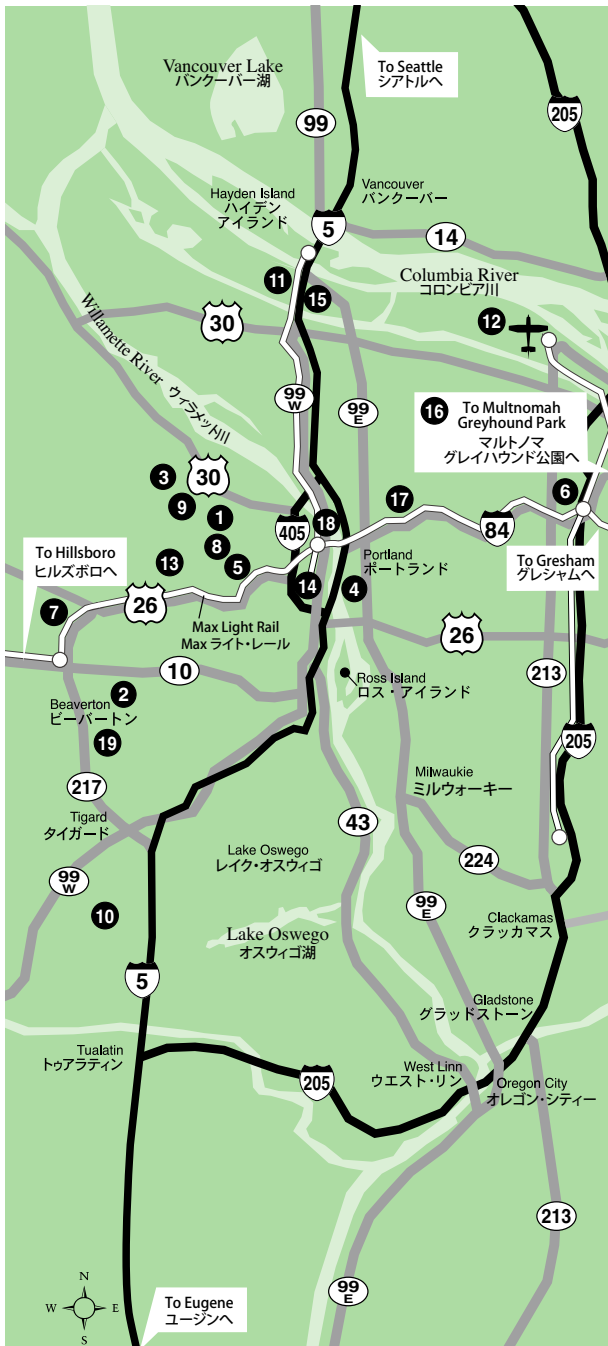 Vancouver Lake
バンクーバー湖
To Seattle
シアトルへ
205
99
Hayden Island
ハイデン
アイランド
Vancouver
バンクーバー
5
14
11
15
Columbia River
コロンビア川
12
30
Willamette River ウィラメット川
99
W
99
E
16 To Multnomah
Greyhound Park
マルトノマ
グレイハウンド公園へ
3
30
9
1
8
405
18
17
6
84
To Hillsboro
ヒルズボロへ
13
5
Portland
ポートランド
To Gresham
グレシャムへ
7
26
14
4
Max Light Rail
Max ライト・レール
26
10
Ross Island
ロス・アイランド
213
Beaverton
ビーバートン
2
19
205
217
Milwaukie
ミルウォーキー
Tigard
タイガード
43
Lake Oswego
レイク・オスウィゴ
224
99
W
10
99
E
Clackamas
クラッカマス
Lake Oswego
オスウィゴ湖
5
Gladstone
グラッドストーン
Tualatin
トゥアラティン
West Linn
ウエスト・リン
205
Oregon City
オレゴン・シティー
213
N
W E
S
To Eugene
ユージンへ
99
E